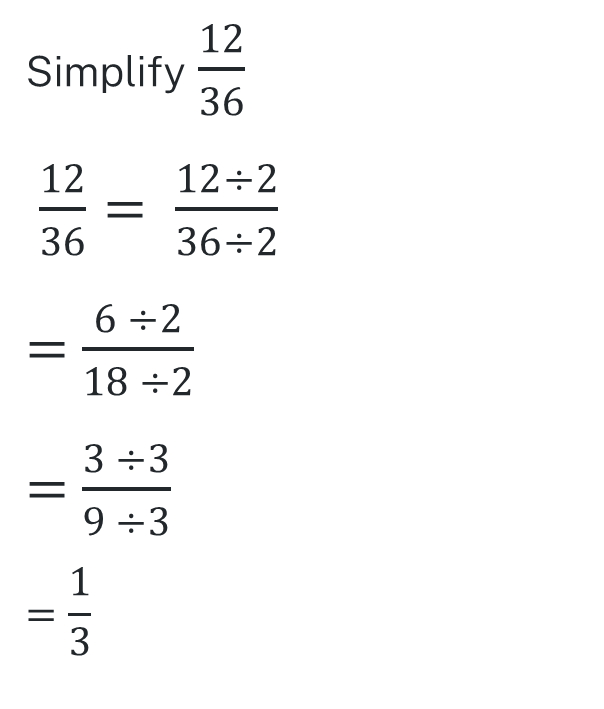 Simplify 12/36
12/36 = 12÷2/36÷2
= 6 ÷2/18 ÷2
= 3 ÷3/9 ÷3
= 1/3